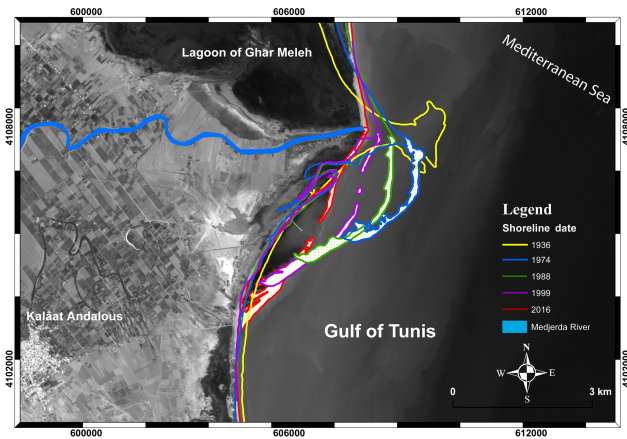 600000 606000 612000
Lagoon of Ghar Meleh
Mediterranean Sea
4108000
4108000
Legend
Shoreline date
1936
1974
1988
1999
2016
Medjerda River
Kalâat Andalous
Gulf of Tunis
N
W E
S
0 3 km
4102000
4102000
600000 606000 612000